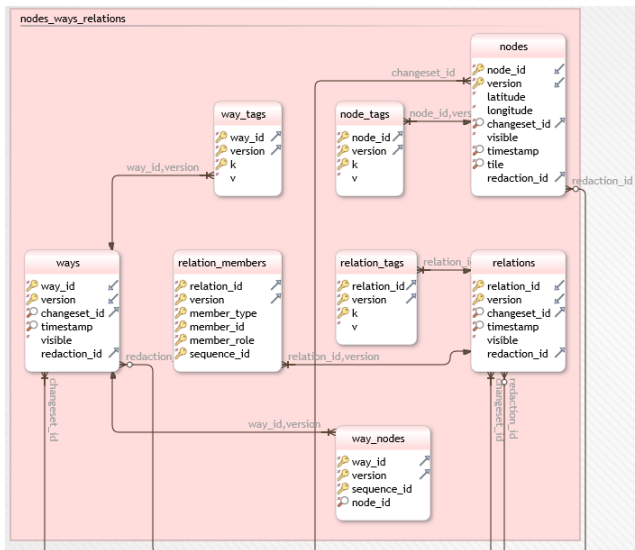 nodes_ways_relations
nodes
node_id
version
latitude
longitude
changeset_id
visible
timestamp
tile
redaction_id
changeset_id
redaction_id
way_tags
way_id
version
k
v
node_tags
node_id
version
k
v
node_id,vers
way_id,version
ways
way_id
version
changeset_id
timestamp
visible
redaction_id
relation_members
relation_id
version
member_type
member_id
member_role
sequence_id
relation_tags
relation_id
version
k
v
relation_i
relations
relation_id
version
changeset_id
timestamp
visible
redaction_id
redaction_
relation_id,version
changeset_id
changeset_id
redaction_id
way_id,version
way_nodes
way_id
version
sequence_id
node_id